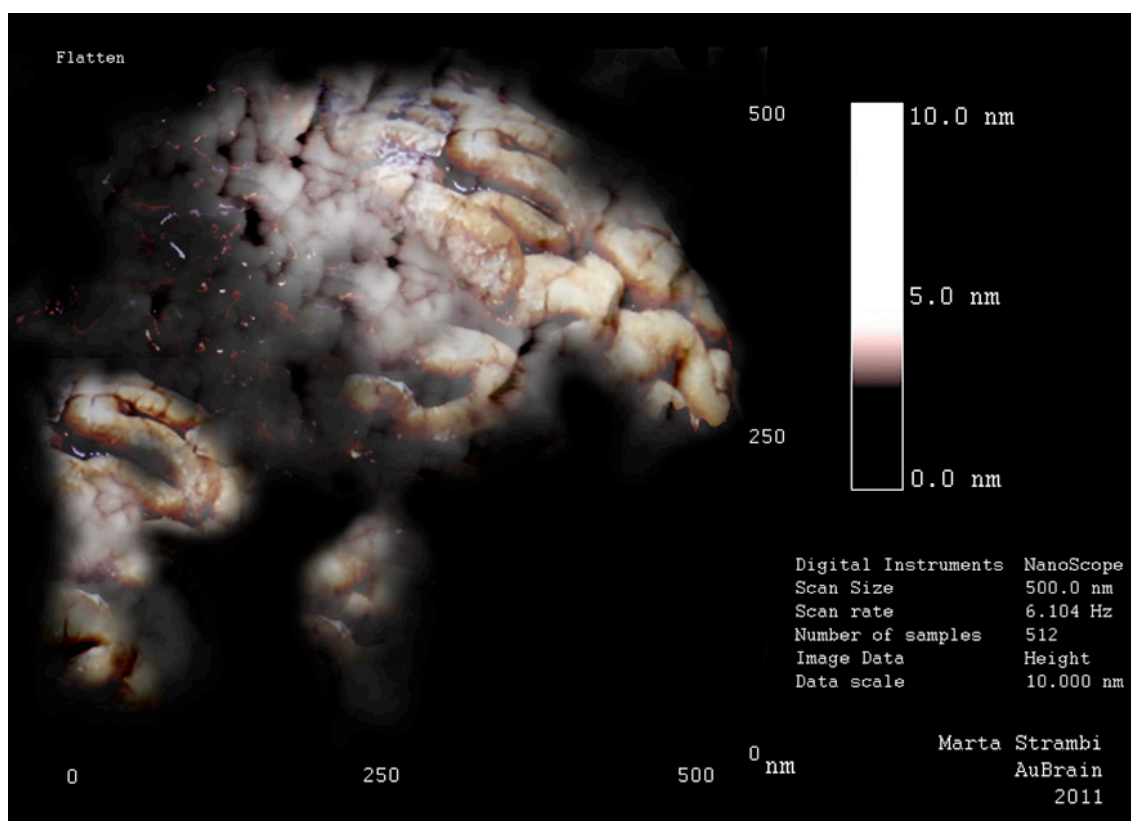 Flatten
500
250
0 nm
0 250 500
10.0 nm
5.0 nm
0.0 nm
Digital Instruments NanoScope
Scan Size 500.0 nm
Scan rate 6.104 Hz
Number of samples 512
Image Data Height
Data scale 10.000 nm
Marta Strambi
AuBrain
2011